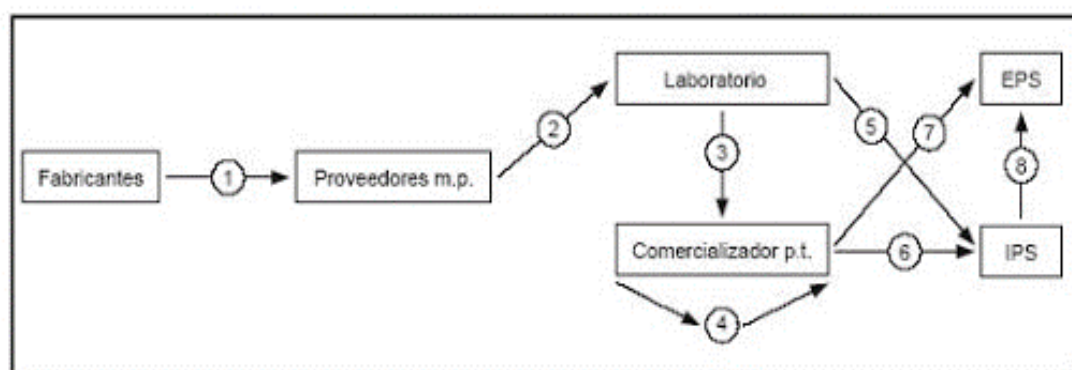 Laboratorio
EPS
2
5
7
3
8
Fabricantes
1
Proveedores m.p.
Comercializador p.t.
6
IPS
4